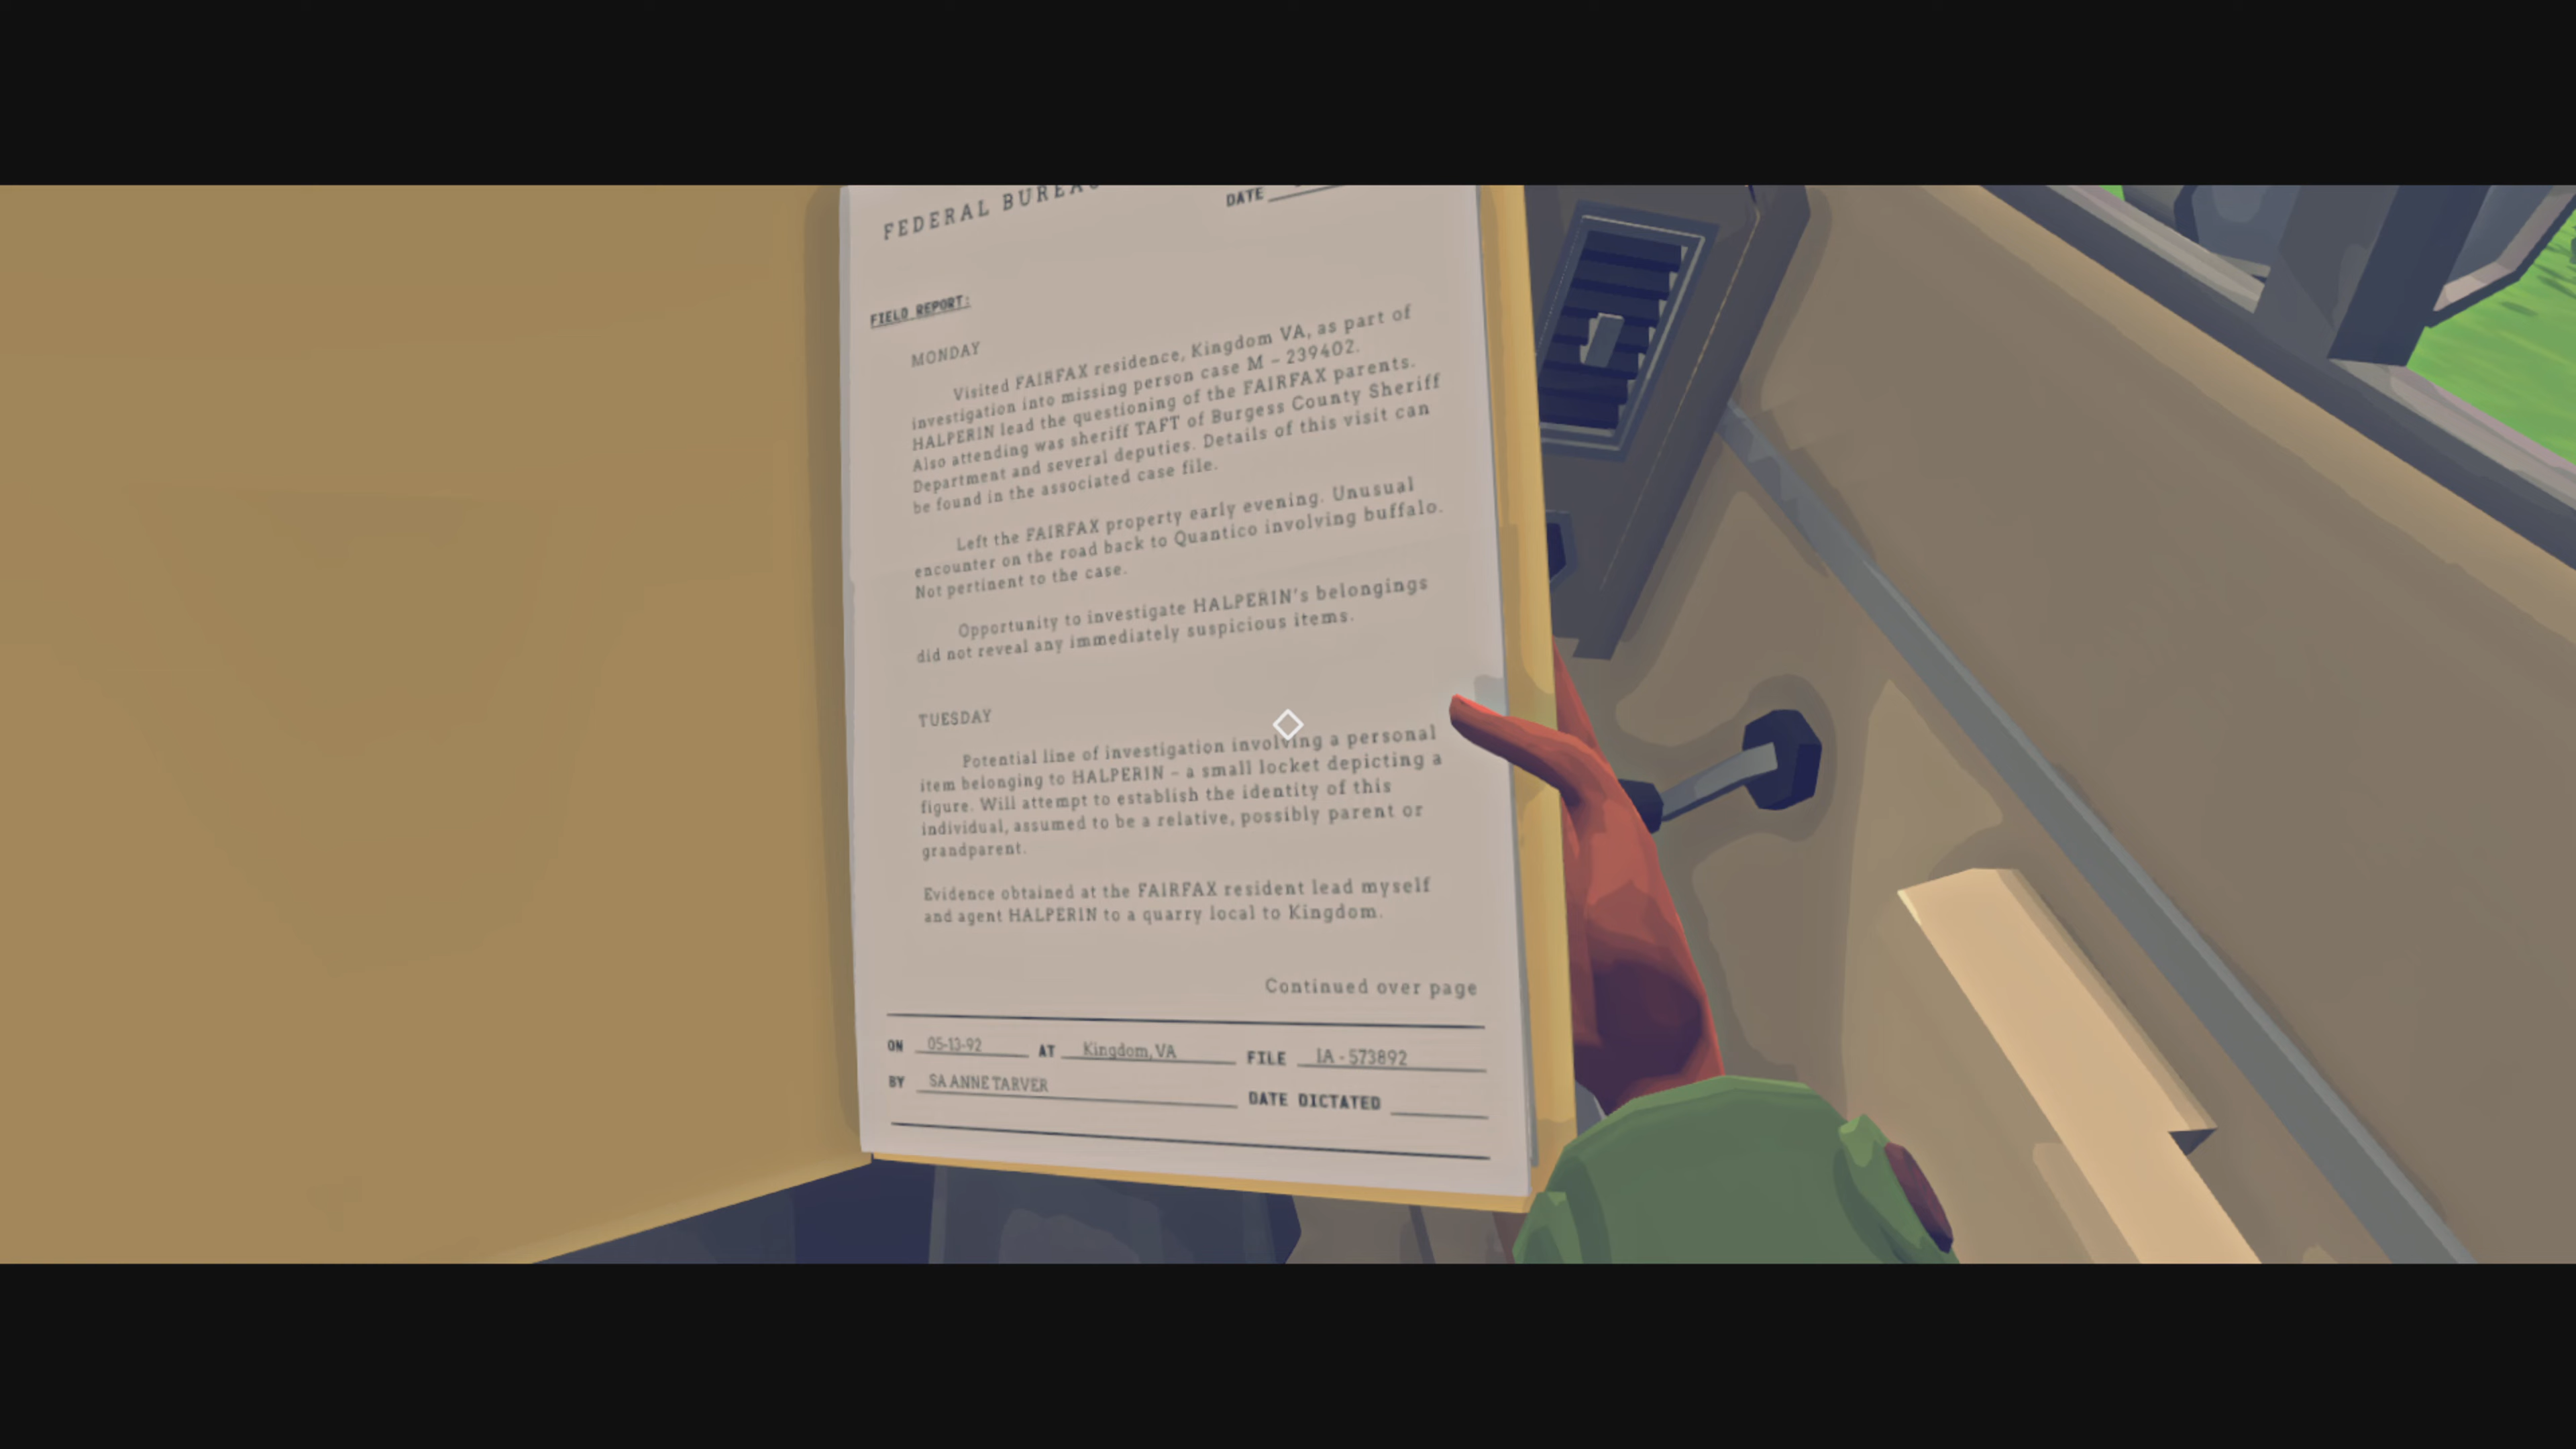 FEDERAL BUREAU
DATE
FIELD REPORT:
MONDAY
Visited FAIRFAX residence, Kingdom VA, as part of
investigation into missing person case M – 239402.
HALPERIN lead the questioning of the FAIRFAX parents.
Also attending was sheriff TAFT of Burgess County Sheriff
Department and several deputies. Details of this visit can
be found in the associated case file.
Left the FAIRFAX property early evening. Unusual
encounter on the road back to Quantico involving buffalo.
Not pertinent to the case.
Opportunity to investigate HALPERIN's belongings
did not reveal any immediately suspicious items.
TUESDAY
Potential line of investigation involving a personal
item belonging to HALPERIN – a small locket depicting a
figure. Will attempt to establish the identity of this
individual, assumed to be a relative, possibly parent or
grandparent.
Evidence obtained at the FAIRFAX resident lead myself
and agent HALPERIN to a quarry local to Kingdom.
Continued over page
ON 05-13-92 AT Kingdom, VA FILE IA - 573892
BY SA ANNE TARVER DATE DICTATED